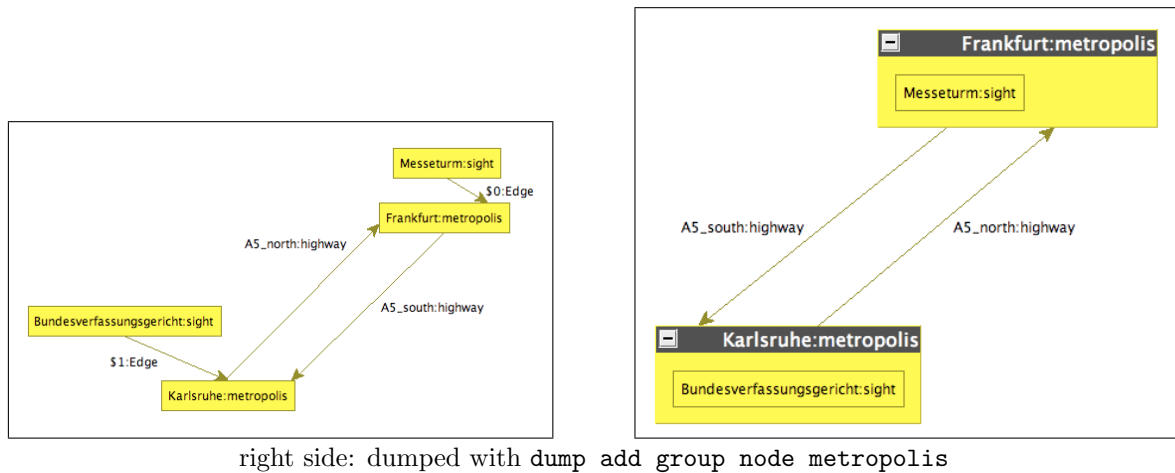 Messeturm:sight
$0:Edge
Frankfurt:metropolis
A5_north:highway
A5_south:highway
Bundesverfassungsgericht:sight
$1:Edge
Karlsruhe:metropolis
Frankfurt:metropolis
Messeturm:sight
A5_south:highway
A5_north:highway
Karlsruhe:metropolis
Bundesverfassungsgericht:sight
right side: dumped with dump add group node metropolis